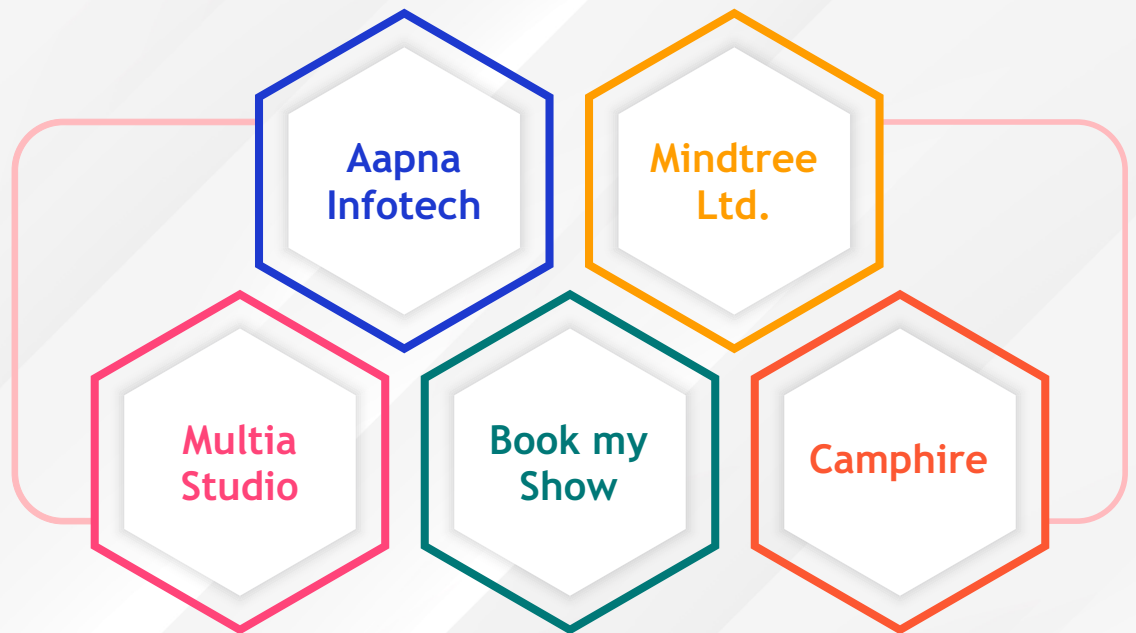 Aapna
Infotech
Mindtree
Ltd.
Multia
Studio
Book my
Show
Camphire